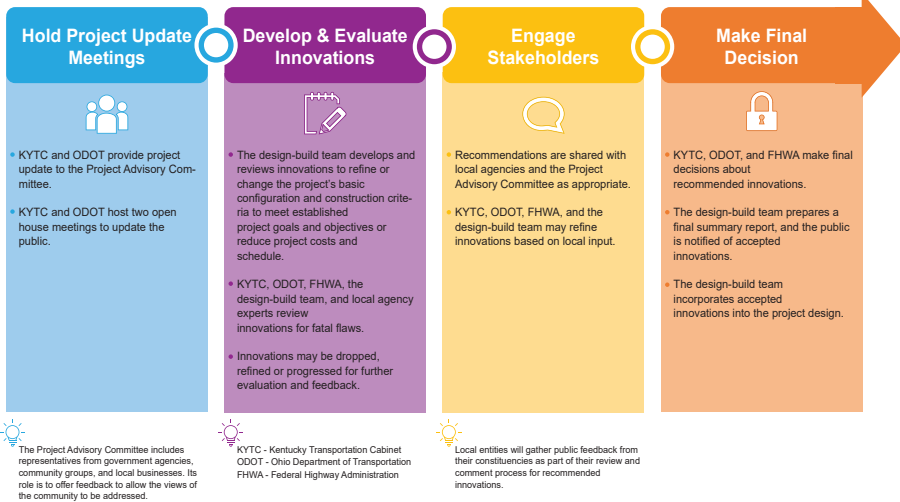 Hold Project Update
Meetings
Develop & Evaluate
Innovations
Engage
Stakeholders
Make Final
Decision
• KYTC and ODOT provide project
update to the Project Advisory Com-
mittee.
• KYTC and ODOT host two open
house meetings to update the
public.
• The design-build team develops and
reviews innovations to refine or
change the project's basic
configuration and construction crite-
ria to meet established
project goals and objectives or
reduce project costs and
schedule.
• KYTC, ODOT, FHWA, the
design-build team, and local agency
experts review
innovations for fatal flaws.
• Innovations may be dropped,
refined or progressed for further
evaluation and feedback.
• Recommendations are shared with
local agencies and the Project
Advisory Committee as appropriate.
• KYTC, ODOT, FHWA, and the
design-build team may refine
innovations based on local input.
• KYTC, ODOT, and FHWA make final
decisions about
recommended innovations.
• The design-build team prepares a
final summary report, and the public
is notified of accepted
innovations.
• The design-build team
incorporates accepted
innovations into the project design.
The Project Advisory Committee includes
representatives from government agencies,
community groups, and local businesses. Its
role is to offer feedback to allow the views of
the community to be addressed.
KYTC - Kentucky Transportation Cabinet
ODOT - Ohio Department of Transportation
FHWA - Federal Highway Administration
Local entities will gather public feedback from
their constituencies as part of their review and
comment process for recommended
innovations.